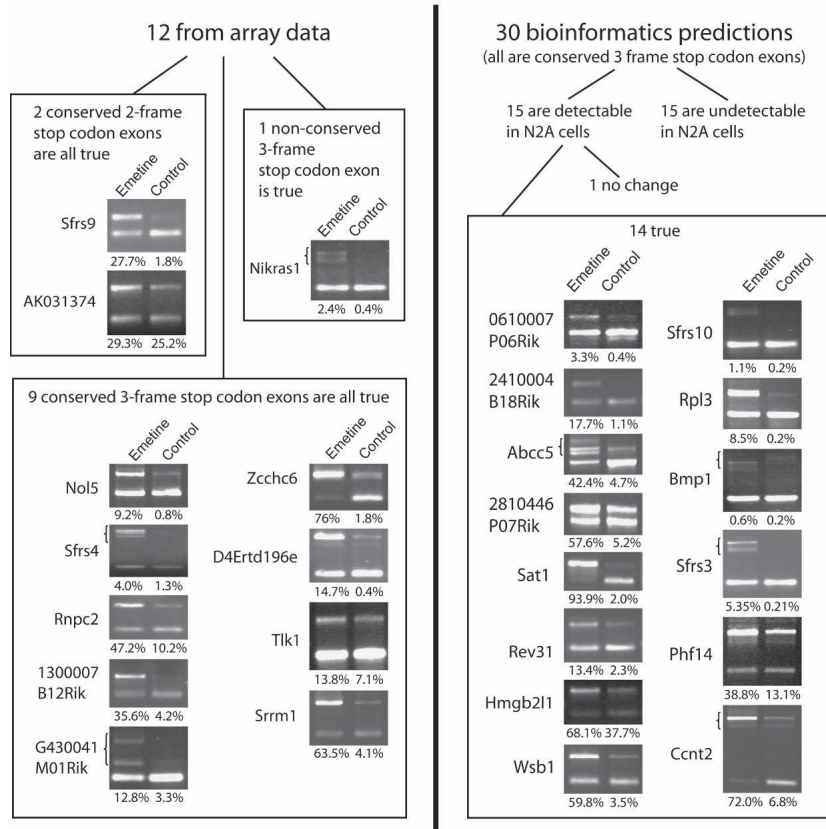 12 from array data
2 conserved 2-frame
stop codon exons
are all true
Emetine Control
Sfrs9
27.7% 1.8%
AK031374
29.3% 25.2%
1 non-conserved
3-frame
stop codon exon
is true
Emetine Control
Nikras1
2.4% 0.4%
9 conserved 3-frame stop codon exons are all true
Emetine Control
Nol5
9.2% 0.8%
Sfrs4
4.0% 1.3%
Rnpc2
47.2% 10.2%
1300007
B12Rik
35.6% 4.2%
G430041
M01Rik
12.8% 3.3%
Emetine Control
Zcchc6
76% 1.8%
D4Ertd196e
14.7% 0.4%
Tlk1
13.8% 7.1%
Srrm1
63.5% 4.1%
30 bioinformatics predictions
(all are conserved 3 frame stop codon exons)
15 are detectable
in N2A cells
15 are undetectable
in N2A cells
1 no change
14 true
Emetine Control
0610007
P06Rik
3.3% 0.4%
2410004
B18Rik
17.7% 1.1%
Abcc5
42.4% 4.7%
2810446
P07Rik
57.6% 5.2%
Sat1
93.9% 2.0%
Rev31
13.4% 2.3%
Hmgb2l1
68.1% 37.7%
Wsb1
59.8% 3.5%
Emetine Control
Sfrs10
1.1% 0.2%
Rpl3
8.5% 0.2%
Bmp1
0.6% 0.2%
Sfrs3
5.35% 0.21%
Phf14
38.8% 13.1%
Ccnt2
72.0% 6.8%